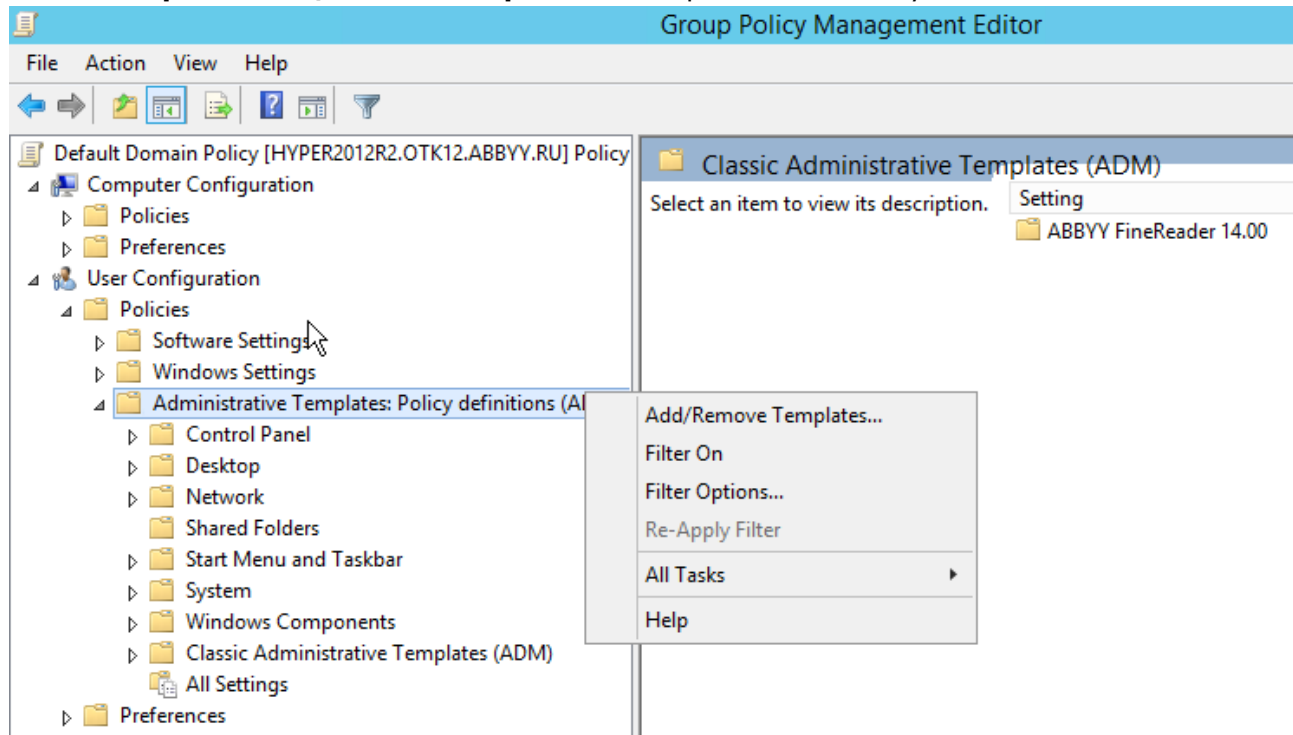 Group Policy Management Editor
File Action View Help
Default Domain Policy [HYPER2012R2.OTK12.ABBYY.RU] Policy
Computer Configuration
Policies
Preferences
User Configuration
Policies
Software Settings
Windows Settings
Administrative Templates: Policy definitions
Control Panel
Desktop
Network
Shared Folders
Start Menu and Taskbar
System
Windows Components
Classic Administrative Templates (ADM)
All Settings
Preferences
Classic Administrative Templates (ADM)
Select an item to view its description.
Setting
ABBYY FineReader 14.00
Add/Remove Templates...
Filter On
Filter Options...
Re-Apply Filter
All Tasks
Help